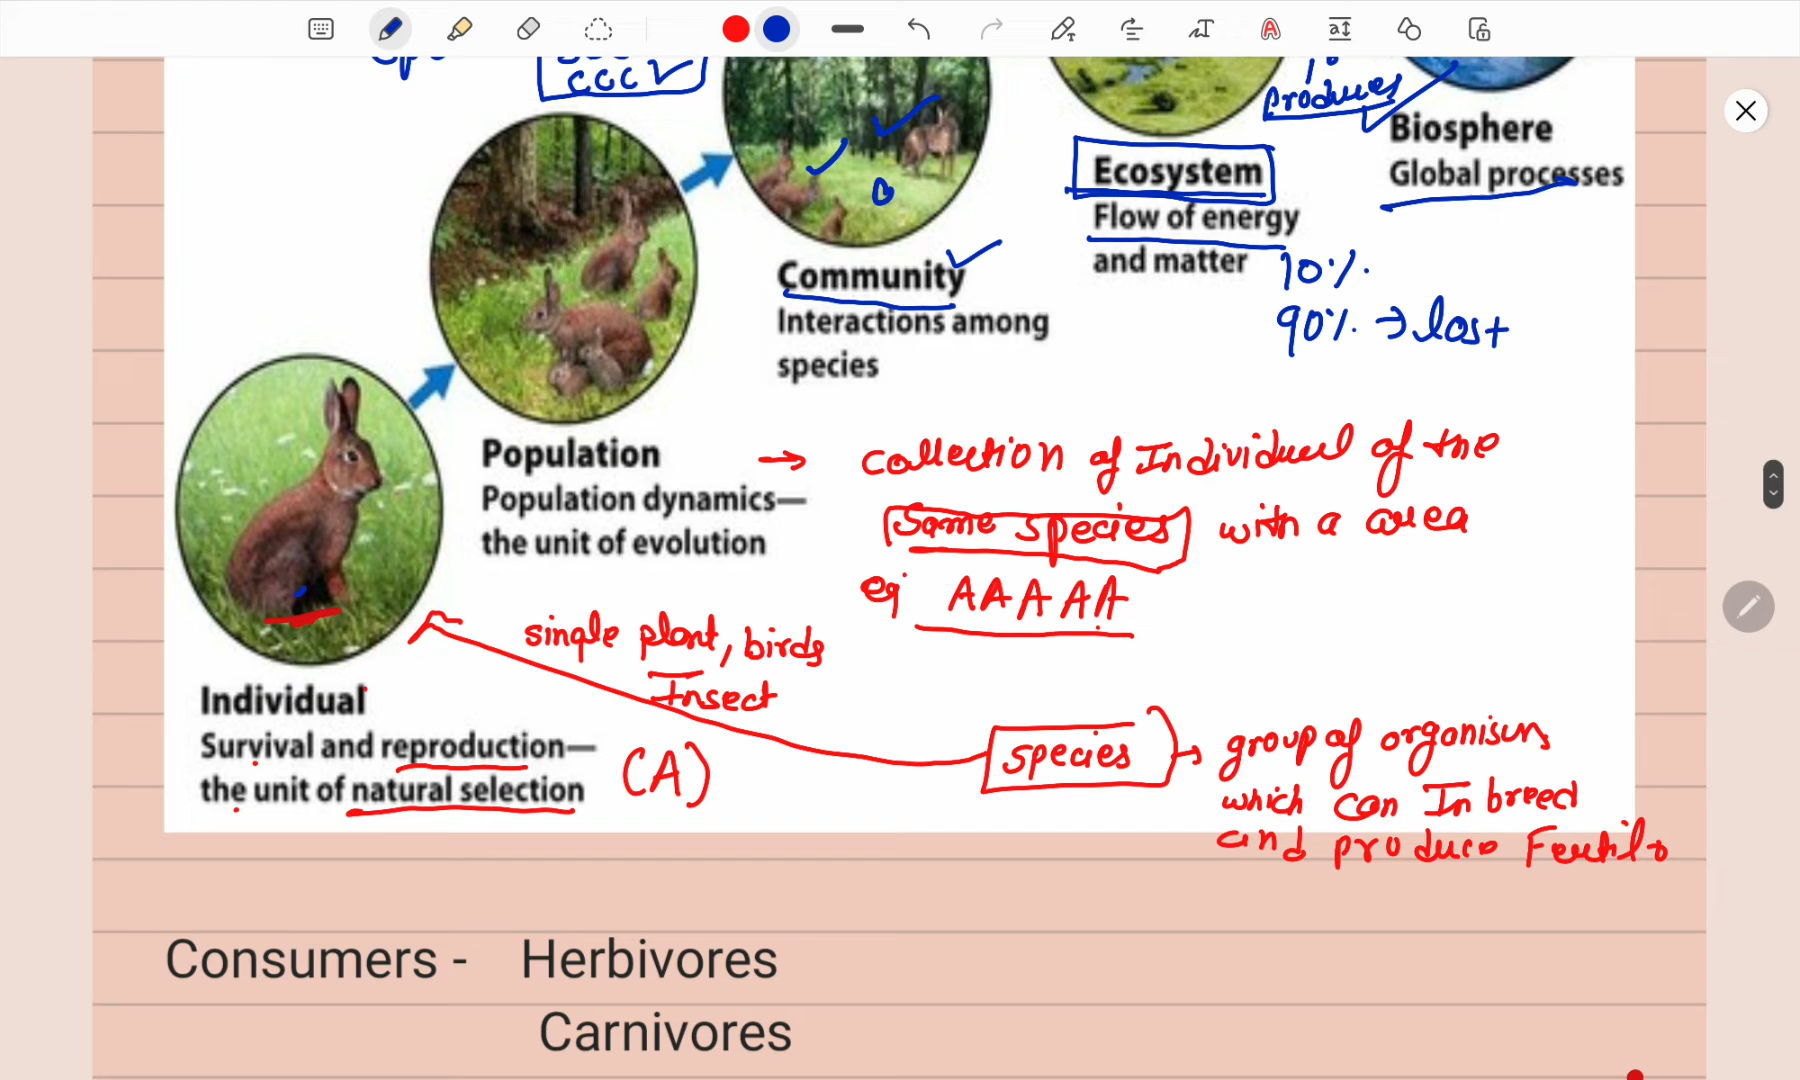 CCC
produces
Biosphere
Global processes
Ecosystem
Flow of energy
and matter
10%.
90% → lost
Community
Interactions among
species
Population
Population dynamics—
the unit of evolution
→ collection of Individual of the
Same species with a area
eg AAAAA
single plant, birds
Insect
Individual
Survival and reproduction—
the unit of natural selection
(A)
species → group of organisum
which can In breed
and produce Fertile
Consumers - Herbivores
Carnivores